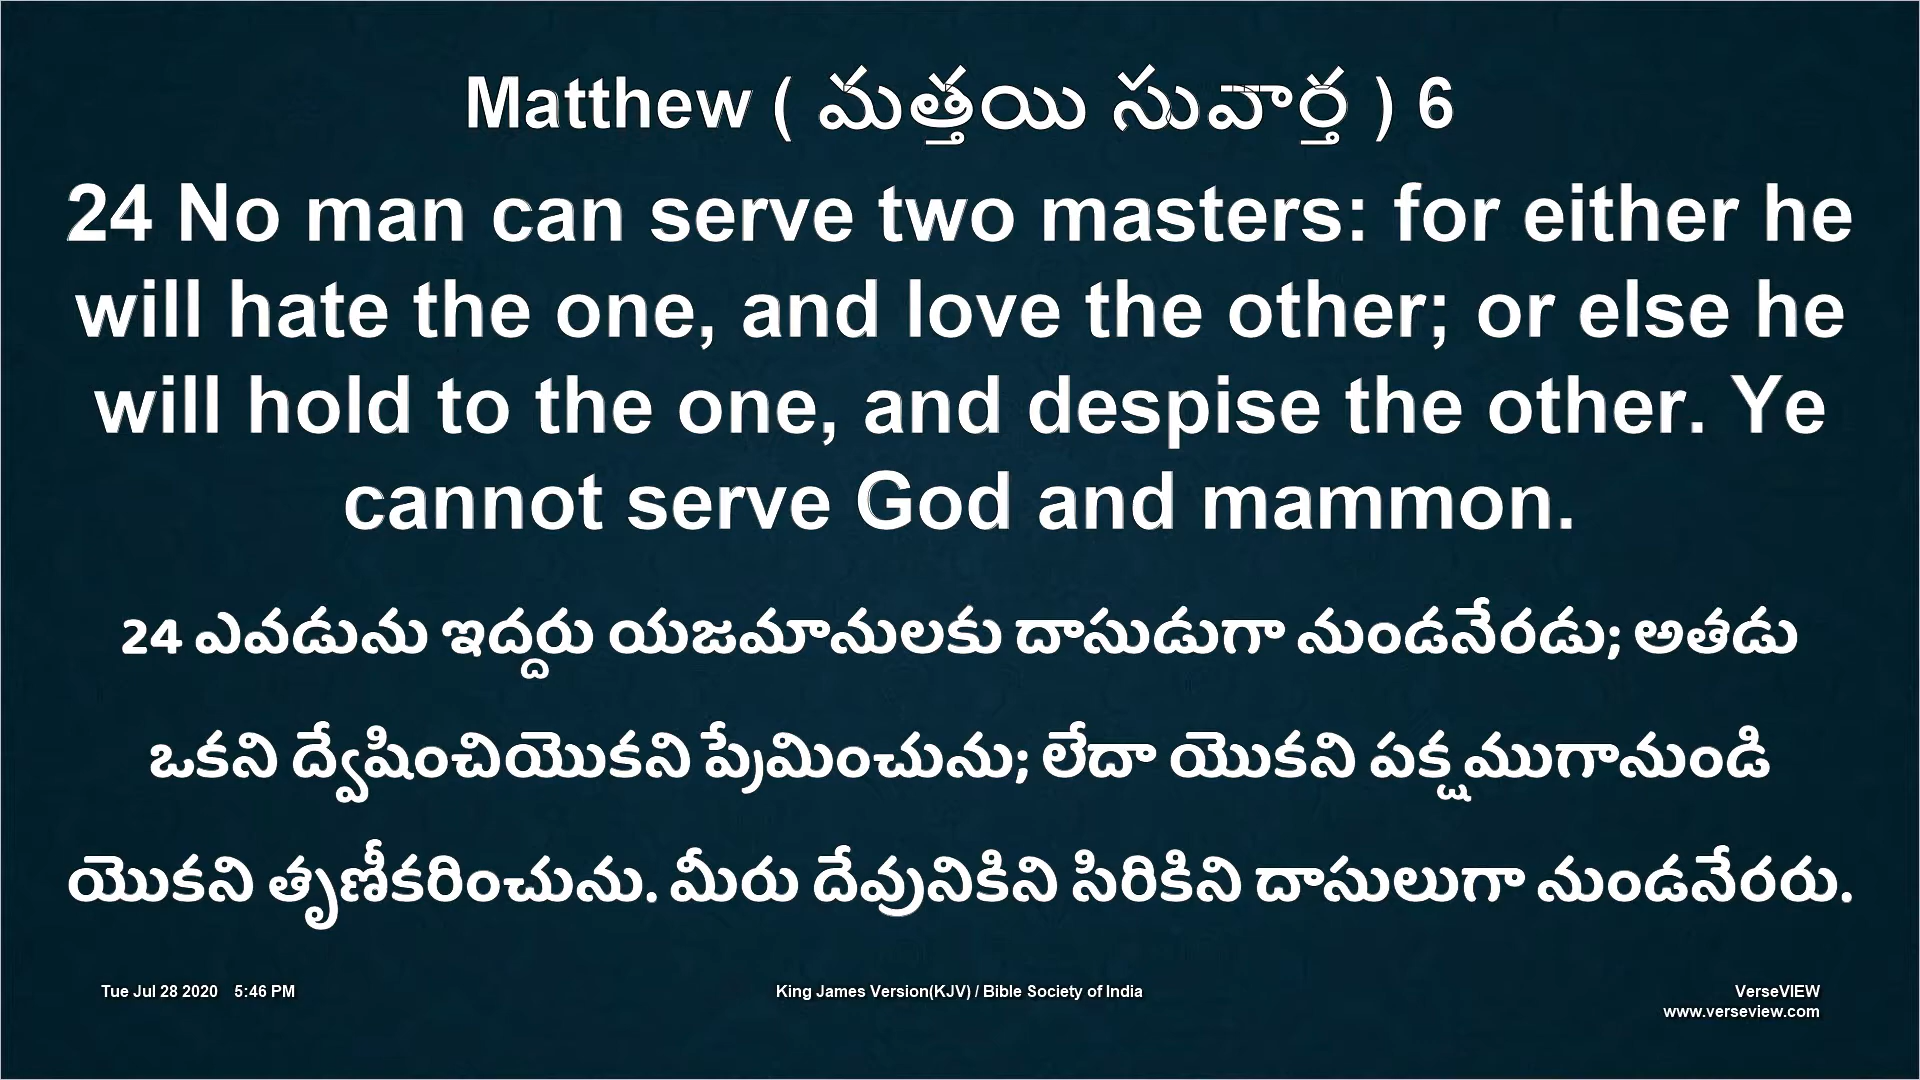 Matthew ( మత్తయి సువార్త ) 6
24 No man can serve two masters: for either he
will hate the one, and love the other; or else he
will hold to the one, and despise the other. Ye
cannot serve God and mammon.
24 ఎవడును ఇద్దరు యజమానులకు దాసుడుగా నుండనేరడు; అతడు
ఒకని ద్వేషించియొకని ప్రేమించును; లేదా యొకని పక్షముగానుండి
యొకని తృణీకరించును. మీరు దేవునికిని సిరికిని దాసులుగా నుండనేరరు.
Tue Jul 28 2020 5:46 PM
King James Version(KJV) / Bible Society of India
VerseVIEW
www.verseview.com